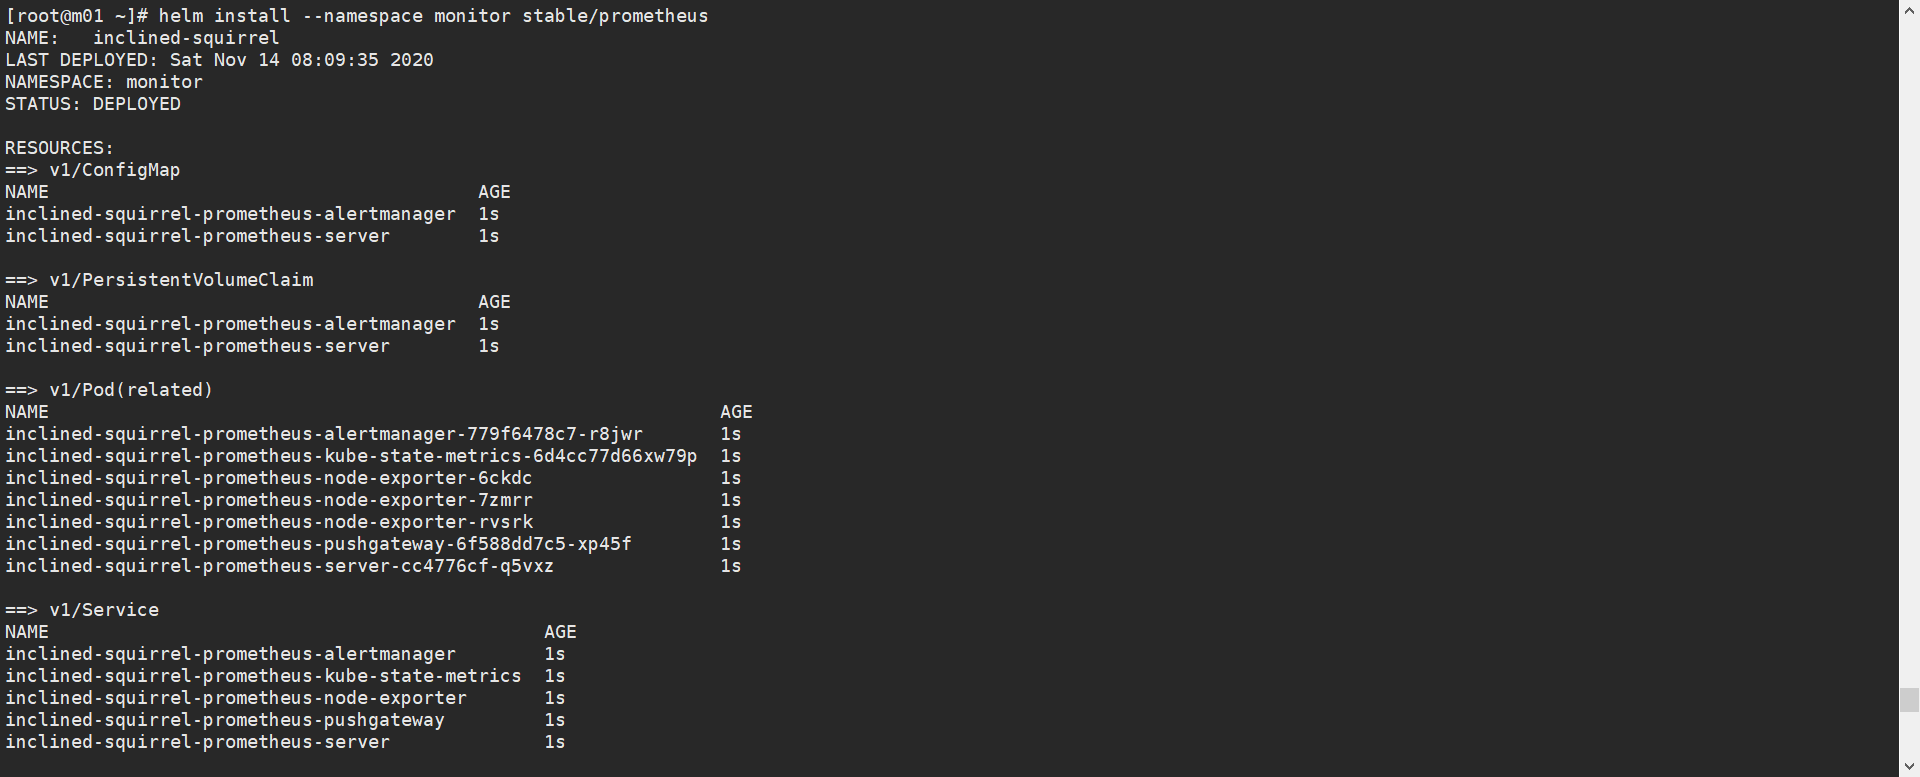 [root@m01 ~]# helm install --namespace monitor stable/prometheus
NAME:   inclined-squirrel
LAST DEPLOYED: Sat Nov 14 08:09:35 2020
NAMESPACE: monitor
STATUS: DEPLOYED
RESOURCES:
==> v1/ConfigMap
NAME                                       AGE
inclined-squirrel-prometheus-alertmanager  1s
inclined-squirrel-prometheus-server        1s
==> v1/PersistentVolumeClaim
NAME                                       AGE
inclined-squirrel-prometheus-alertmanager  1s
inclined-squirrel-prometheus-server        1s
==> v1/Pod(related)
NAME                                                             AGE
inclined-squirrel-prometheus-alertmanager-779f6478c7-r8jwr       1s
inclined-squirrel-prometheus-kube-state-metrics-6d4cc77d66xw79p  1s
inclined-squirrel-prometheus-node-exporter-6ckdc                 1s
inclined-squirrel-prometheus-node-exporter-7zmrr                 1s
inclined-squirrel-prometheus-node-exporter-rvsrk                 1s
inclined-squirrel-prometheus-pushgateway-6f588dd7c5-xp45f        1s
inclined-squirrel-prometheus-server-cc4776cf-q5vxz               1s
==> v1/Service
NAME                                             AGE
inclined-squirrel-prometheus-alertmanager        1s
inclined-squirrel-prometheus-kube-state-metrics  1s
inclined-squirrel-prometheus-node-exporter       1s
inclined-squirrel-prometheus-pushgateway         1s
inclined-squirrel-prometheus-server              1s